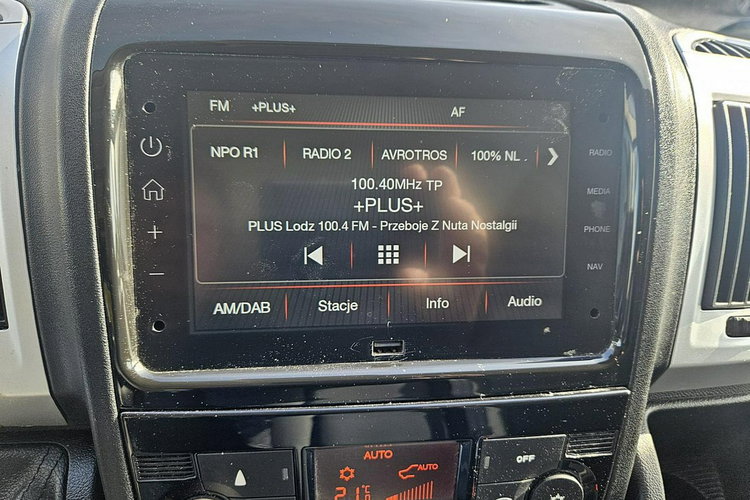 FM +PLUS+ AF
NPO R1 RADIO 2 AVROTROS 100% NL .
100.40MHz TP
+PLUS+
PLUS Lodz 100.4 FM - Przeboje Z Nuta Nostalgii
AM/DAB Stacje Info Audio
RADIO
MEDIA
PHONE
NAV
AUTO
AUTO
OFF
21°C